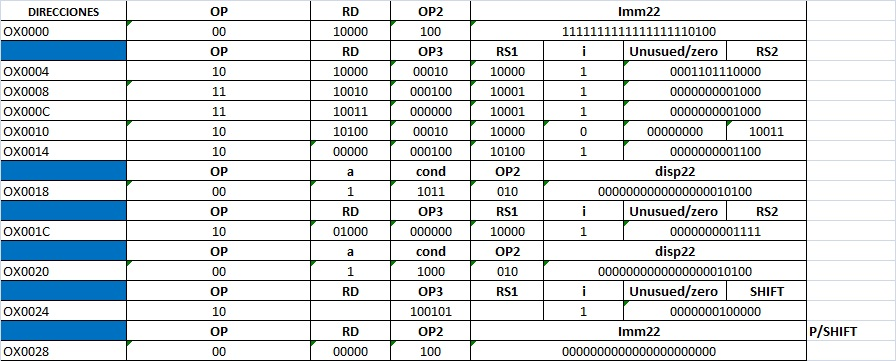 DIRECCIONES OP RD OP2 Imm22
OX0000 00 10000 100 1111111111111111110100
OP RD OP3 RS1 i Unusued/zero RS2
OX0004 10 10000 00010 10000 1 0001101110000
OX0008 11 10010 000100 10001 1 0000000001000
OX000C 11 10011 000000 10001 1 0000000001000
OX0010 10 10100 00010 10000 0 00000000 10011
OX0014 10 00000 000100 10100 1 0000000001100
OP a cond OP2 disp22
OX0018 00 1 1011 010 000000000000000010100
OP RD OP3 RS1 i Unusued/zero RS2
OX001C 10 01000 000000 10000 1 0000000001111
OP a cond OP2 disp22
OX0020 00 1 1000 010 000000000000000010100
OP RD OP3 RS1 i Unusued/zero SHIFT
OX0024 10 100101 1 0000000100000
OP RD OP2 Imm22 P/SHIFT
OX0028 00 00000 100 0000000000000000000000